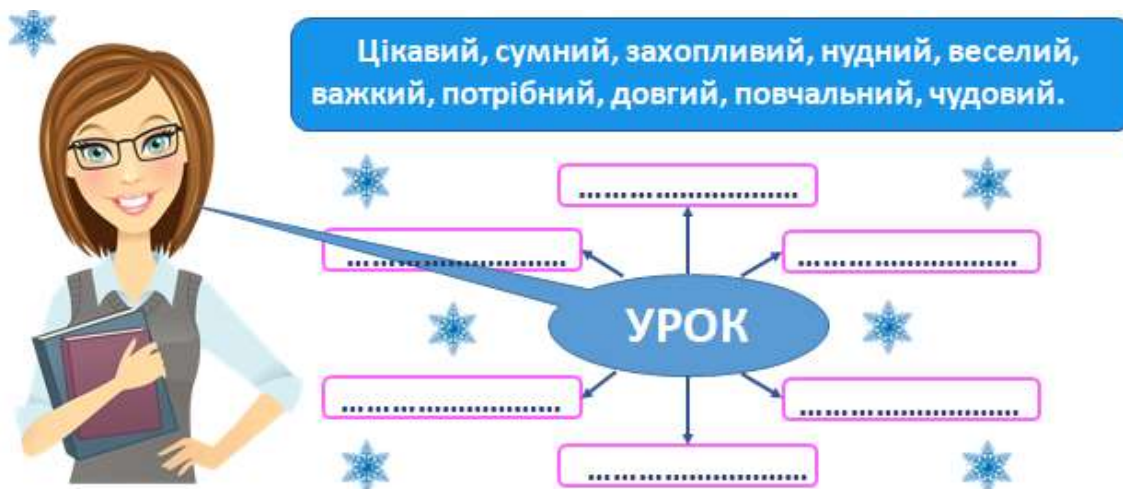 Цікавий, сумний, захопливий, нудний, веселий,
важкий, потрібний, довгий, повчальний, чудовий.
УРОК